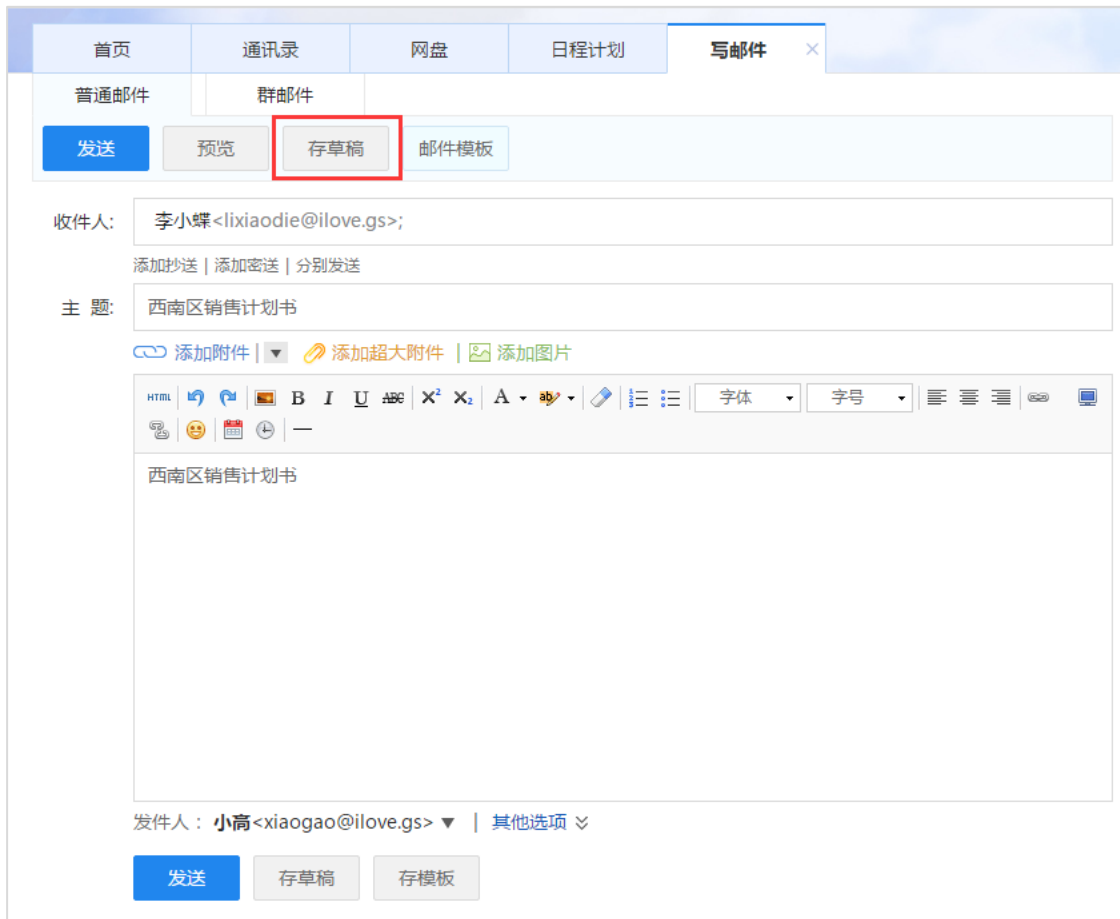 首页 通讯录 网盘 日程计划 写邮件 ×
普通邮件 群邮件
发送 预览 存草稿 邮件模板
收件人: 李小蝶<lixiaodie@ilove.gs>;
添加抄送 | 添加密送 | 分别发送
主 题: 西南区销售计划书
添加附件 | ▼ 添加超大附件 | 添加图片
HTML B I U ABC X² X₂ A ab 字体 字号
西南区销售计划书
发件人: 小高<xiaogao@ilove.gs> ▼ | 其他选项
发送 存草稿 存模板